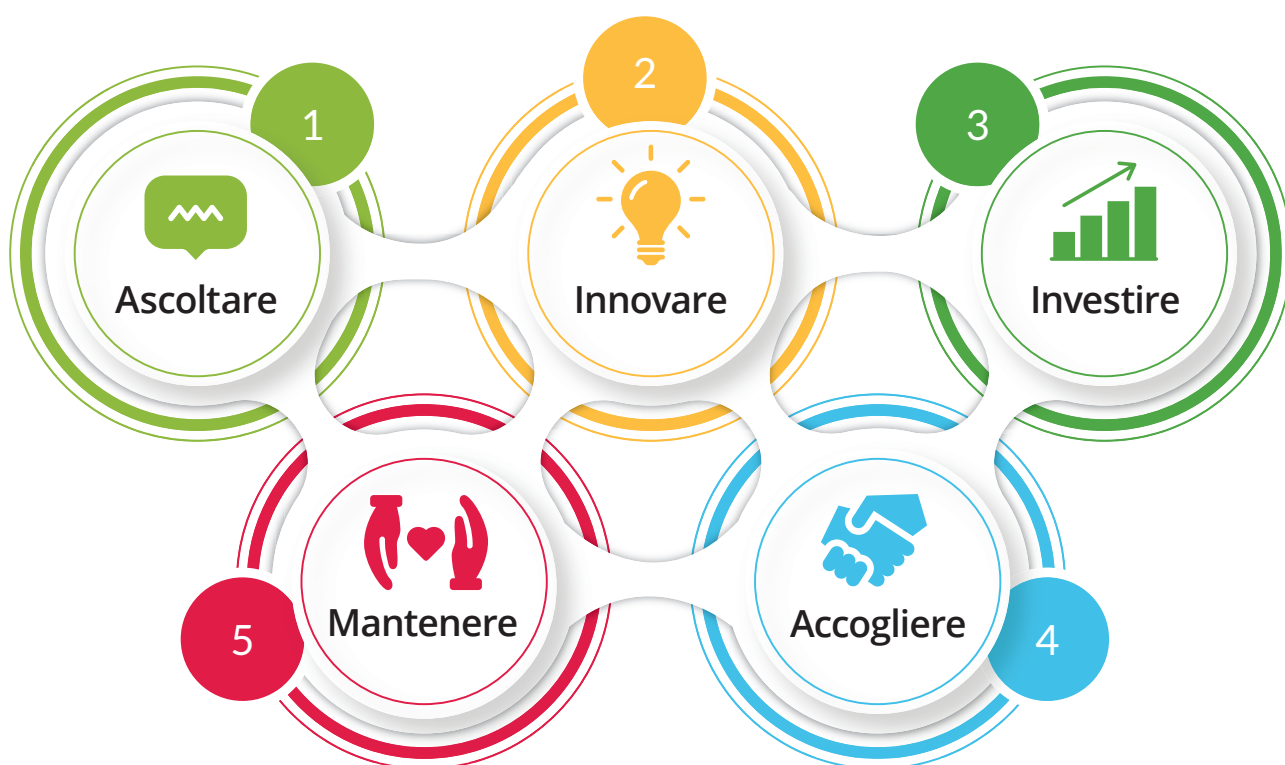 1
Ascoltare
2
Innovare
3
Investire
4
Accogliere
5
Mantenere